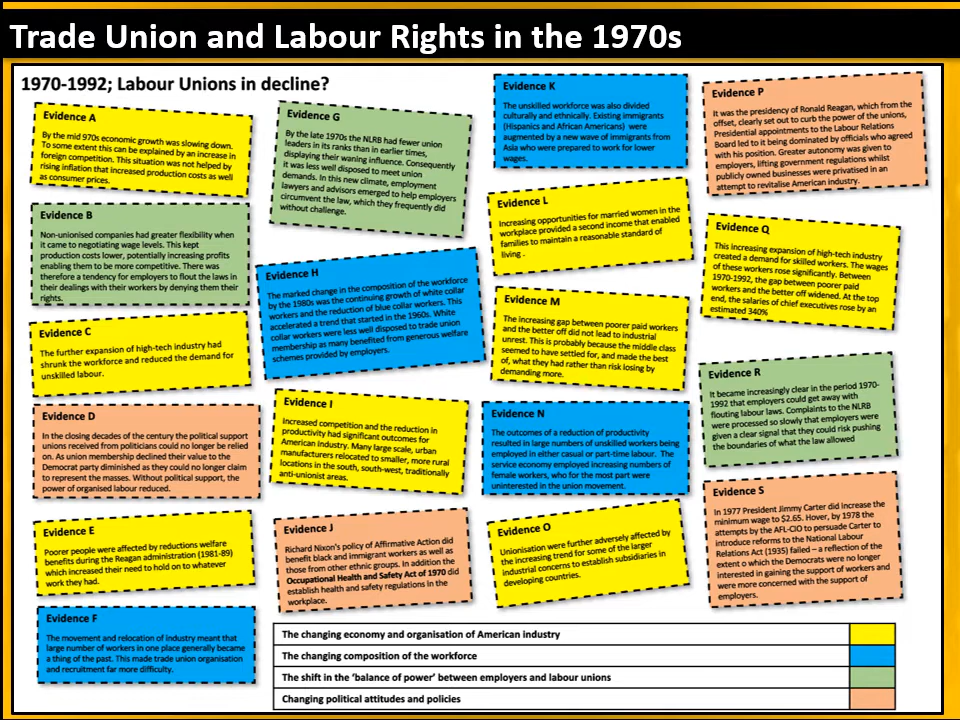 Trade Union and Labour Rights in the 1970s
1970-1992; Labour Unions in decline?
Evidence A
By the mid 970s economic growth was slowing down.
To some extent this can be explained by an increase in
foreign competition. This situation was not helped by
rising inflation that increased production costs as well
as consumer prices.
Evidence B
Non-unionised companies had greater flexibility when
it came to negotiating wage levels. This kept
production costs lower, potentially increasing profits
enabling them to be more competitive. There was
therefore a tendency for employers to flout the laws in
their dealings with their workers by denying them their
rights.
Evidence C
The further expansion of high-tech industry had
shrunk the workforce and reduced the demand for
unskilled labour.
Evidence D
In the closing decades of the century the political support
unions received from politicians could no longer be relied
on. As union membership declined their value to the
Democrat party diminished as they could no longer claim
to represent the masses. Without political support, the
power of organised labour reduced.
Evidence E
Poorer people were affected by reductions welfare
benefits during the Reagan administration (1981-89)
which increased their need to hold on to whatever
work they had.
Evidence F
The movement and relocation of industry meant that
large number of workers in one place generally became
a thing of the past. This made trade union organisation
and recruitment far more difficulty.
Evidence G
By the late 1970s the NLRB had fewer union
leaders in its ranks than in earlier times,
displaying their waning influence. Consequently
it was less well disposed to meet union
demands. In this new climate, employment
lawyers and advisors emerged to help employers
circumvent the law, which they frequently did
without challenge.
Evidence H
The marked change in the composition of the workforce
by the 1980s was the continuing growth of white collar
workers and the reduction of blue collar workers. This
accelerated a trend that started in the 1960s. White
collar workers were less well disposed to trade union
membership as many benefited from generous welfare
schemes provided by employers.
Evidence I
Increased competition and the reduction in
productivity had significant outcomes for
American industry. Many large scale, urban
manufacturers relocated to smaller, more rural
locations in the south, south-west, traditionally
anti-unionist areas.
Evidence J
Richard Nixon's policy of Affirmative Action did
benefit black and immigrant workers as well as
those from other ethnic groups. In addition the
Occupational Health and Safety Act of 1970 did
establish health and safety regulations in the
workplace.
Evidence K
The unskilled workforce was also divided
culturally and ethnically. Existing immigrants
(Hispanics and African Americans) were
augmented by a new wave of immigrants from
Asia who were prepared to work for lower
wages.
Evidence L
Increasing opportunities for married women in the
workplace provided a second income that enabled
families to maintain a reasonable standard of
living .
Evidence M
The increasing gap between poorer paid workers
and the better off did not lead to industrial
unrest. This is probably because the middle class
seemed to have settled for, and made the best
of, what they had rather than risk losing by
demanding more.
Evidence N
The outcomes of a reduction of productivity
resulted in large numbers of unskilled workers being
employed in either casual or part-time labour. The
service economy employed increasing numbers of
female workers, who for the most part were
uninterested in the union movement.
Evidence O
Unionisation were further adversely affected by
the increasing trend for some of the larger
industrial concerns to establish subsidiaries in
developing countries.
Evidence P
It was the presidency of Ronald Reagan, which from the
offset, clearly set out to curb the power of the unions,
Presidential appointments to the Labour Relations
Board led to it being dominated by officials who agreed
with his position. Greater autonomy was given to
employers, lifting government regulations whilst
publicly owned businesses were privatised in an
attempt to revitalise American industry.
Evidence Q
This increasing expansion of high-tech industry
created a demand for skilled workers. The wages
of these workers rose significantly. Between
1970-1992, the gap between poorer paid
workers and the better off widened. At the top
end, the salaries of chief executives rose by an
estimated 340%
Evidence R
It became increasingly clear in the period 1970-
1992 that employers could get away with
flouting labour laws. Complaints to the NLRB
were processed so slowly that employers were
given a clear signal that they could risk pushing
the boundaries of what the law allowed
Evidence S
In 1977 President Jimmy Carter did increase the
minimum wage to $2.65. Hover, by 1978 the
attempts by the AFL-CIO to persuade Carter to
introduce reforms to the National Labour
Relations Act (1935) failed – a reflection of the
extent o which the Democrats were no longer
interested in gaining the support of workers and
were more concerned with the support of
employers.
The changing economy and organisation of American industry
The changing composition of the workforce
The shift in the 'balance of power' between employers and labour unions
Changing political attitudes and policies